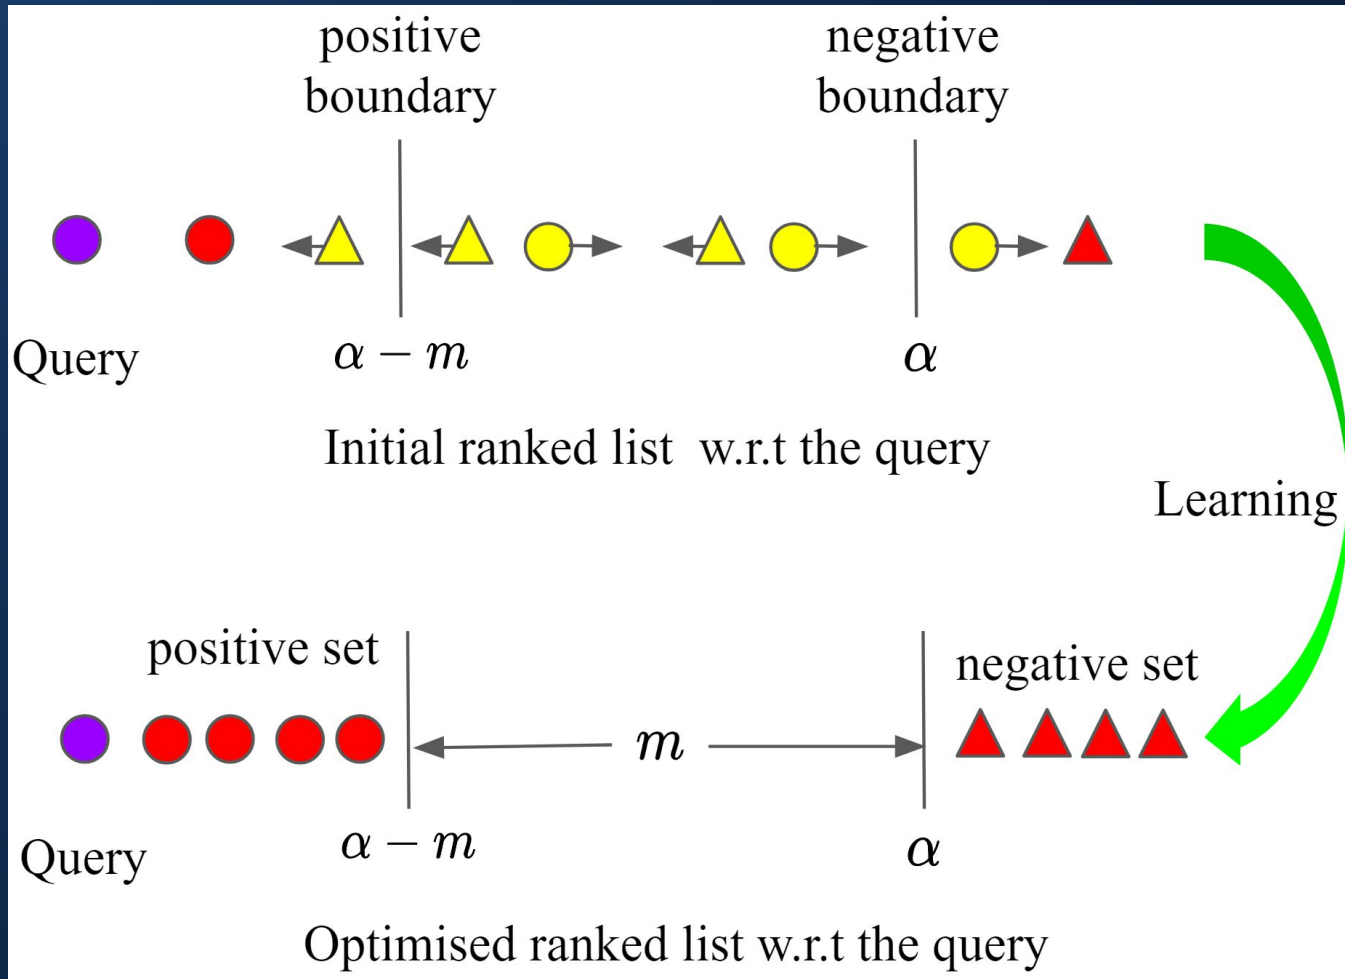 positive
boundary
negative
boundary
Query
α − m
α
Initial ranked list w.r.t the query
Learning
positive set
negative set
m
Query
α − m
α
Optimised ranked list w.r.t the query